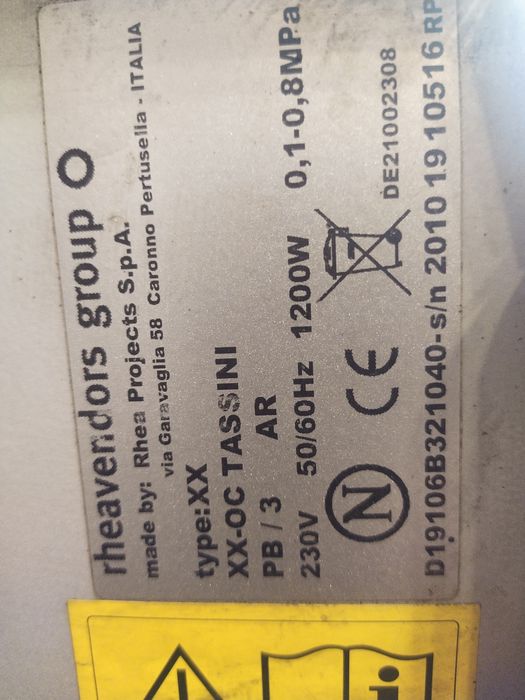 rheavendors group
made by: Rhea Projects S.p.A.
via Garavaglia 58 Caronno Pertusella - ITALIA
type:XX
XX-OC TASSINI
PB / 3 AR
230V 50/60Hz 1200W 0,1-0,8MPa
N CE DE21002308
D19106B321040-s/n 2010 19 10516 RP
i